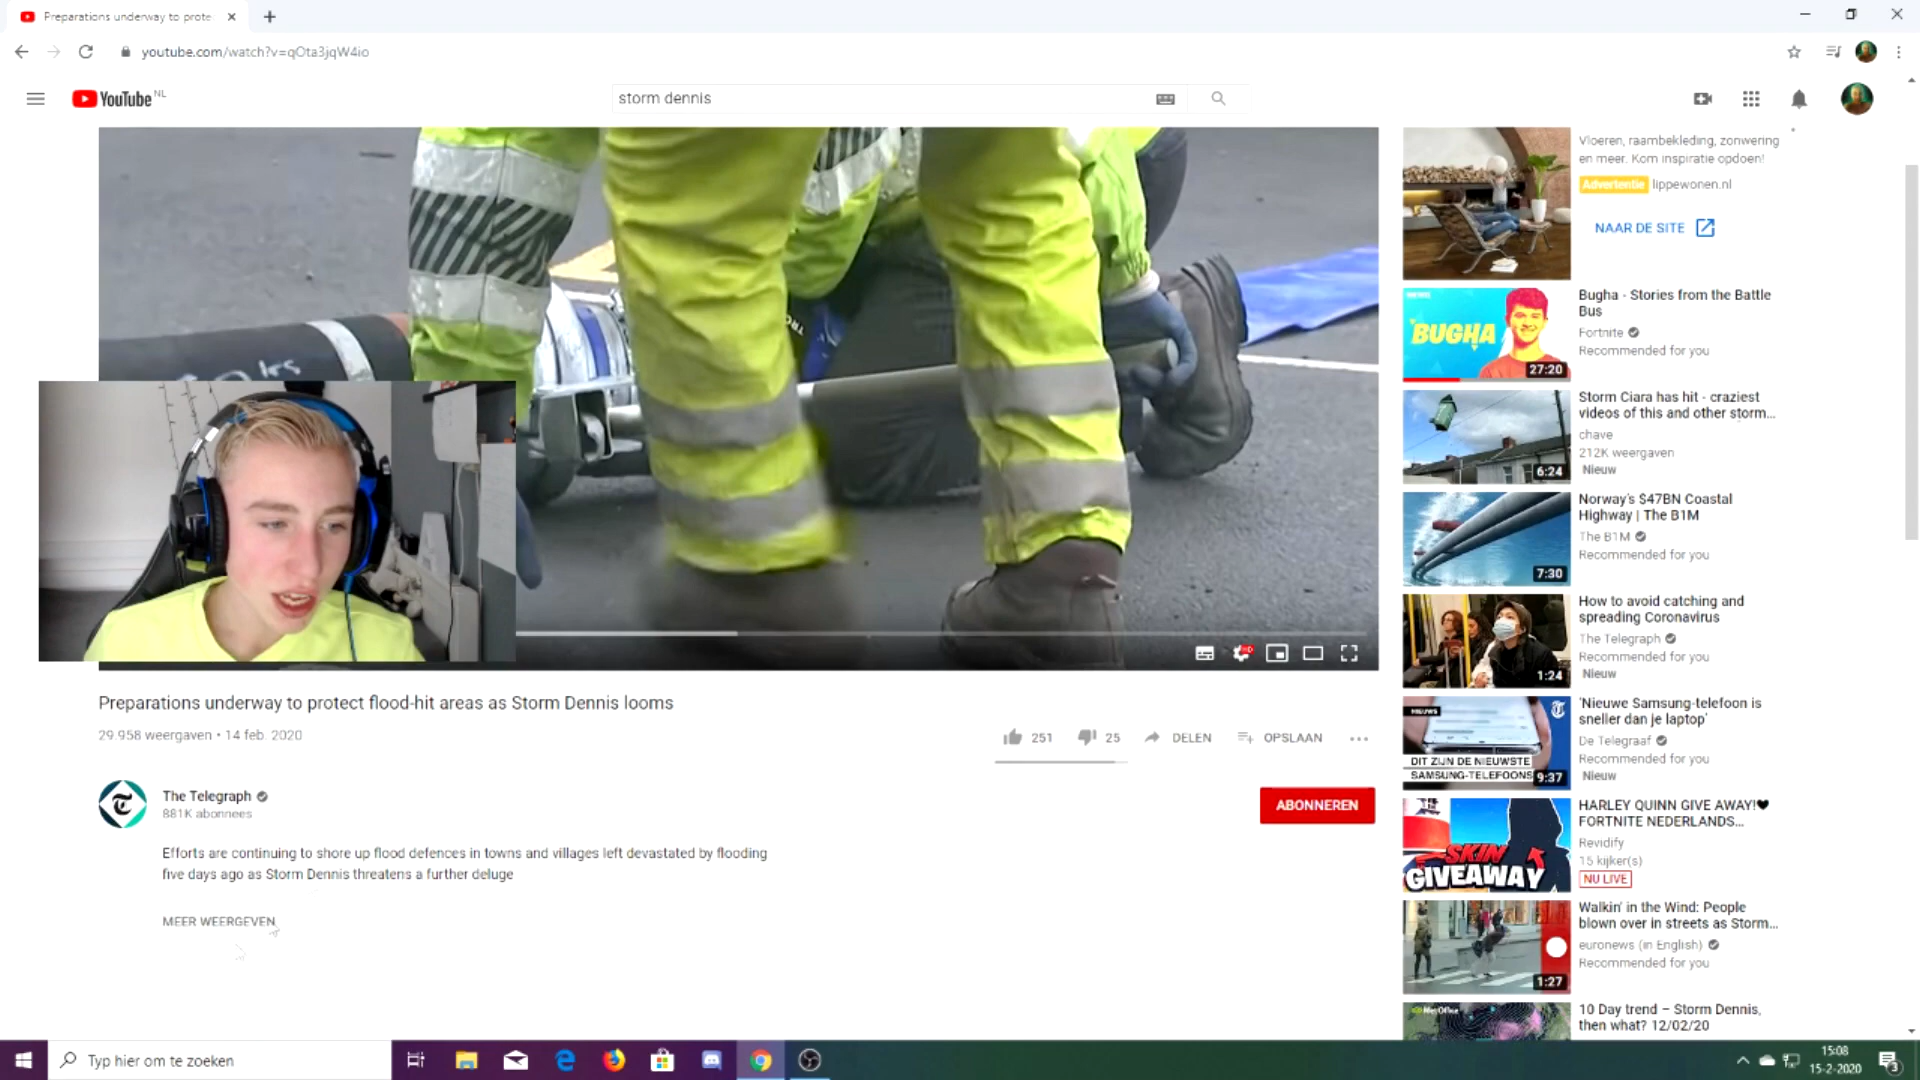 Preparations underway to prote
youtube.com/watch?v=qOta3jqW4io
YouTube NL
storm dennis
Vloeren, raambekleding, zonwering
en meer. Kom inspiratie opdoen!
Advertentie lippewonen.nl
NAAR DE SITE
BUGHA
27:20
Bugha - Stories from the Battle
Bus
Fortnite
Recommended for you
6:24
Storm Ciara has hit - craziest
videos of this and other storm...
chave
212K weergaven
Nieuw
7:30
Norway's $47BN Coastal
Highway | The B1M
The B1M
Recommended for you
1:24
How to avoid catching and
spreading Coronavirus
The Telegraph
Recommended for you
Nieuw
NIEUWS
DIT ZIJN DE NIEUWSTE
SAMSUNG-TELEFOONS
9:37
'Nieuwe Samsung-telefoon is
sneller dan je laptop'
De Telegraaf
Recommended for you
Nieuw
SKIN
GIVEAWAY
HARLEY QUINN GIVE AWAY!♥
FORTNITE NEDERLANDS...
Revidify
15 kijker(s)
NU LIVE
1:27
Walkin' in the Wind: People
blown over in streets as Storm...
euronews (in English)
Recommended for you
Met Office
10 Day trend – Storm Dennis,
then what? 12/02/20
Preparations underway to protect flood-hit areas as Storm Dennis looms
29.958 weergaven • 14 feb. 2020
251
25
DELEN
OPSLAAN
The Telegraph
881K abonnees
ABONNEREN
Efforts are continuing to shore up flood defences in towns and villages left devastated by flooding
five days ago as Storm Dennis threatens a further deluge
MEER WEERGEVEN
Typ hier om te zoeken
15:08
15-2-2020
3